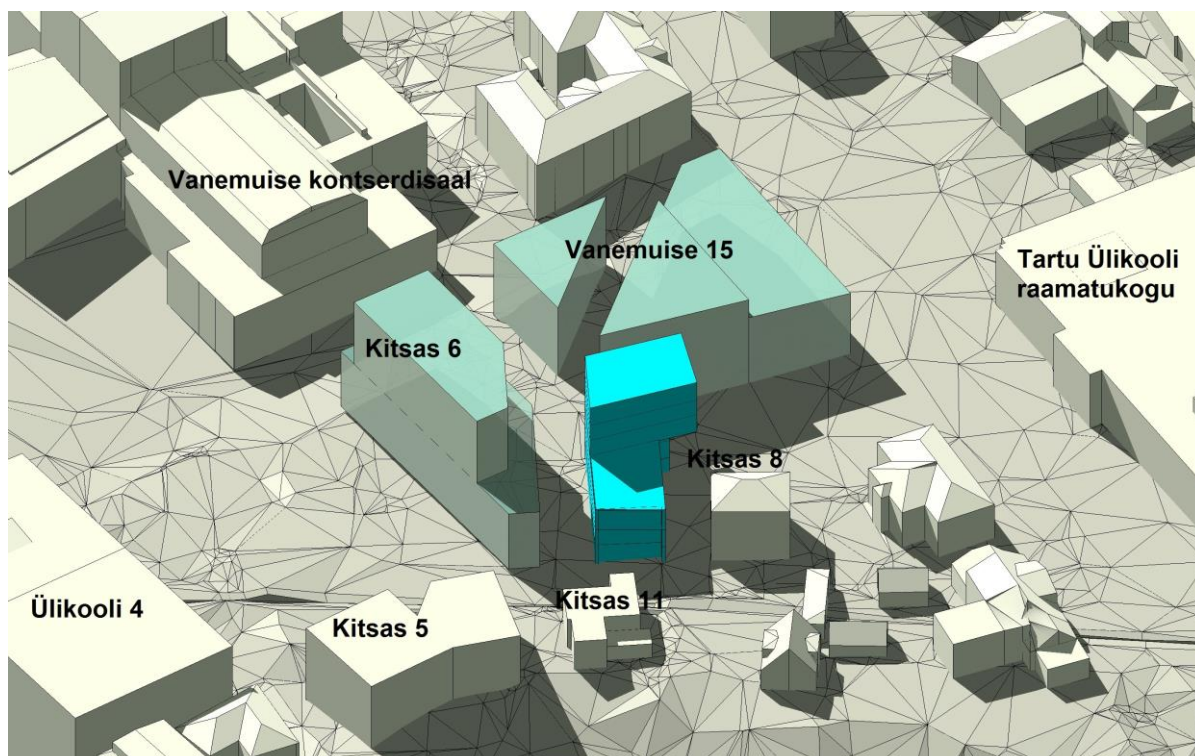 Vanemuise kontserdisaal
Vanemuise 15
Tartu Ülikooli
raamatukogu
Kitsas 6
Kitsas 8
Ülikooli 4
Kitsas 5
Kitsas 11